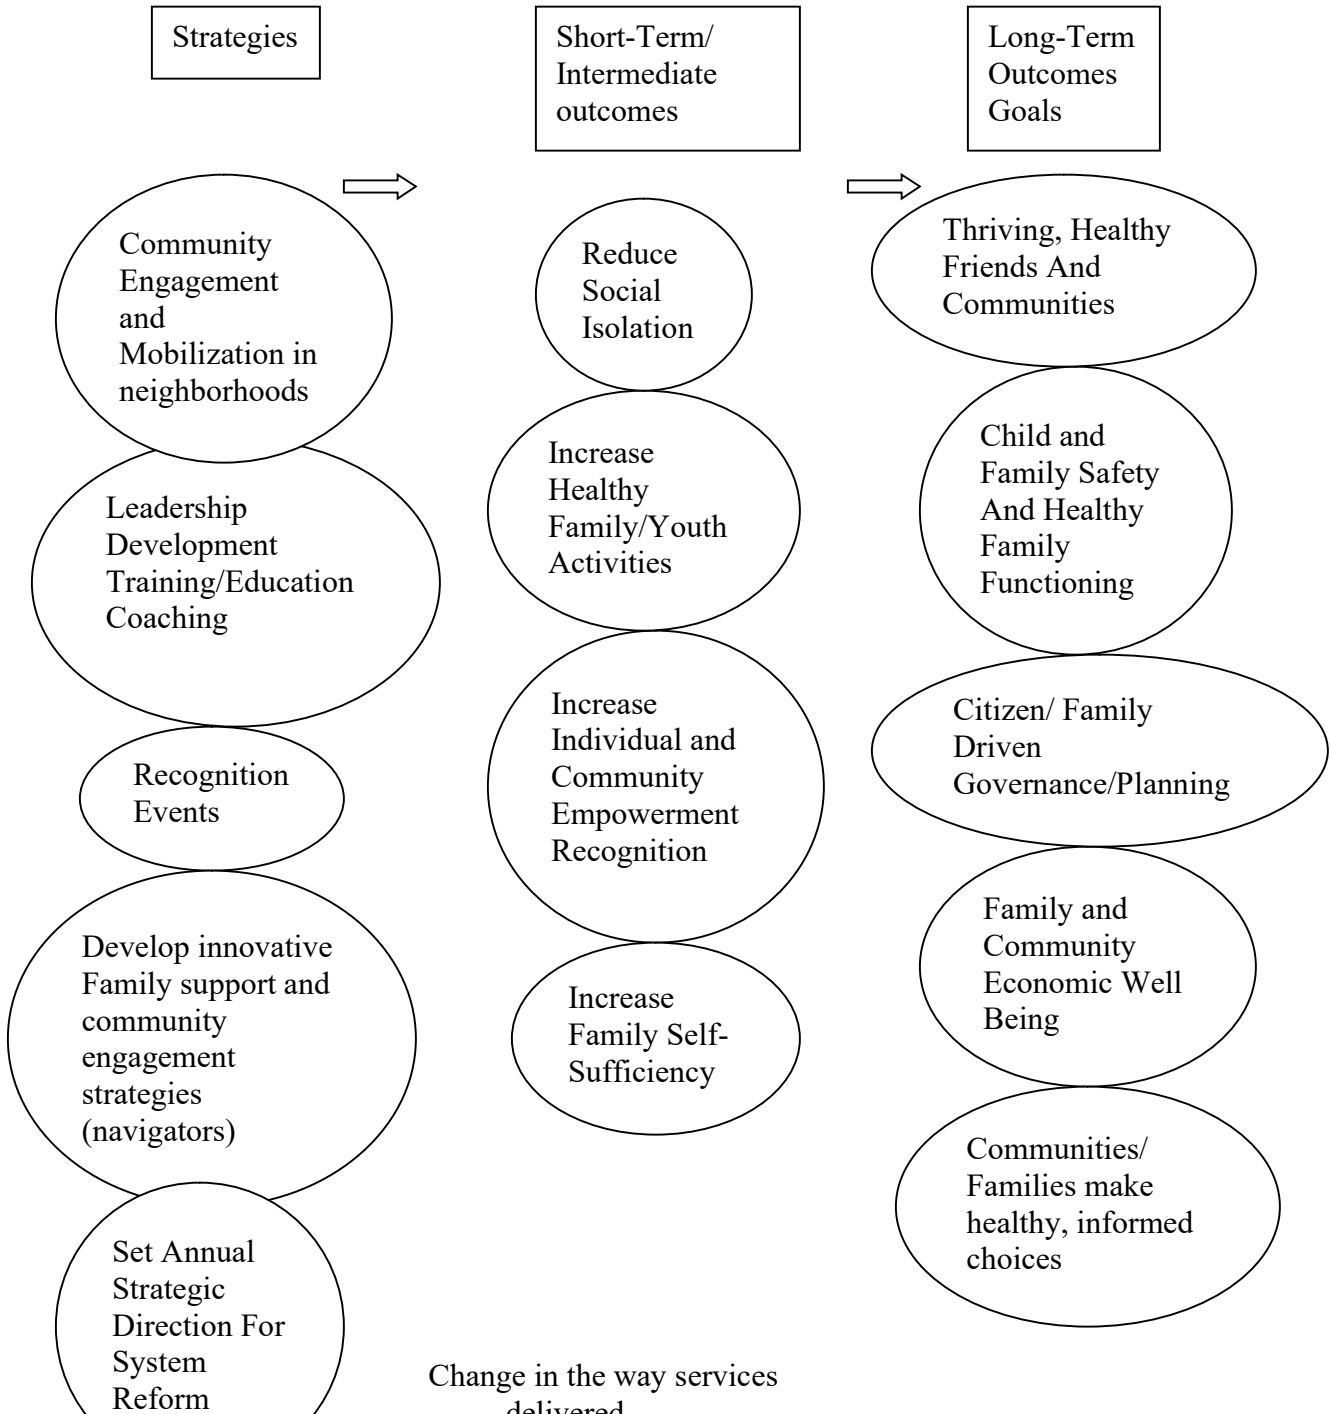 Strategies
Short-Term/
Intermediate
outcomes
Long-Term
Outcomes
Goals
Community
Engagement
and
Mobilization in
neighborhoods
Leadership
Development
Training/Education
Coaching
Recognition
Events
Develop innovative
Family support and
community
engagement
strategies
(navigators)
Set Annual
Strategic
Direction For
System
Reform
Reduce
Social
Isolation
Increase
Healthy
Family/Youth
Activities
Increase
Individual and
Community
Empowerment
Recognition
Increase
Family Self-
Sufficiency
Change in the way services
delivered
Thriving, Healthy
Friends And
Communities
Child and
Family Safety
And Healthy
Family
Functioning
Citizen/ Family
Driven
Governance/Planning
Family and
Community
Economic Well
Being
Communities/
Families make
healthy, informed
choices